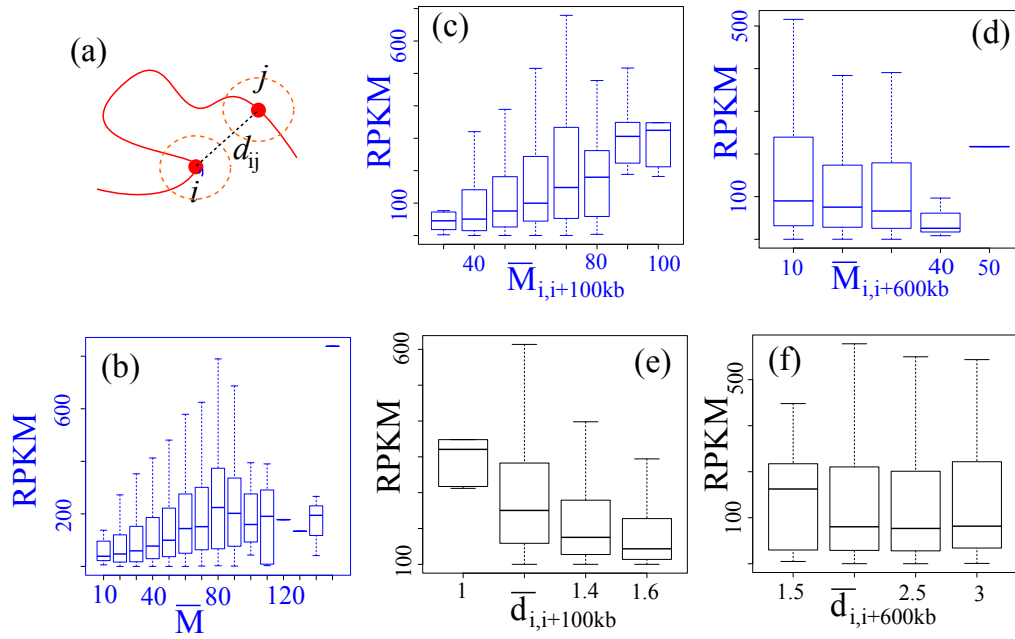 (a)
j
d_ij
i
(c)
RPKM
600
100
40
80
100
M̅_i,i+100kb
(d)
RPKM
500
100
10
40
50
M̅_i,i+600kb
(b)
RPKM
600
200
10
40
80
120
M̅
(e)
RPKM
600
100
1
1.4
1.6
d̅_i,i+100kb
(f)
RPKM
500
100
1.5
2.5
3
d̅_i,i+600kb